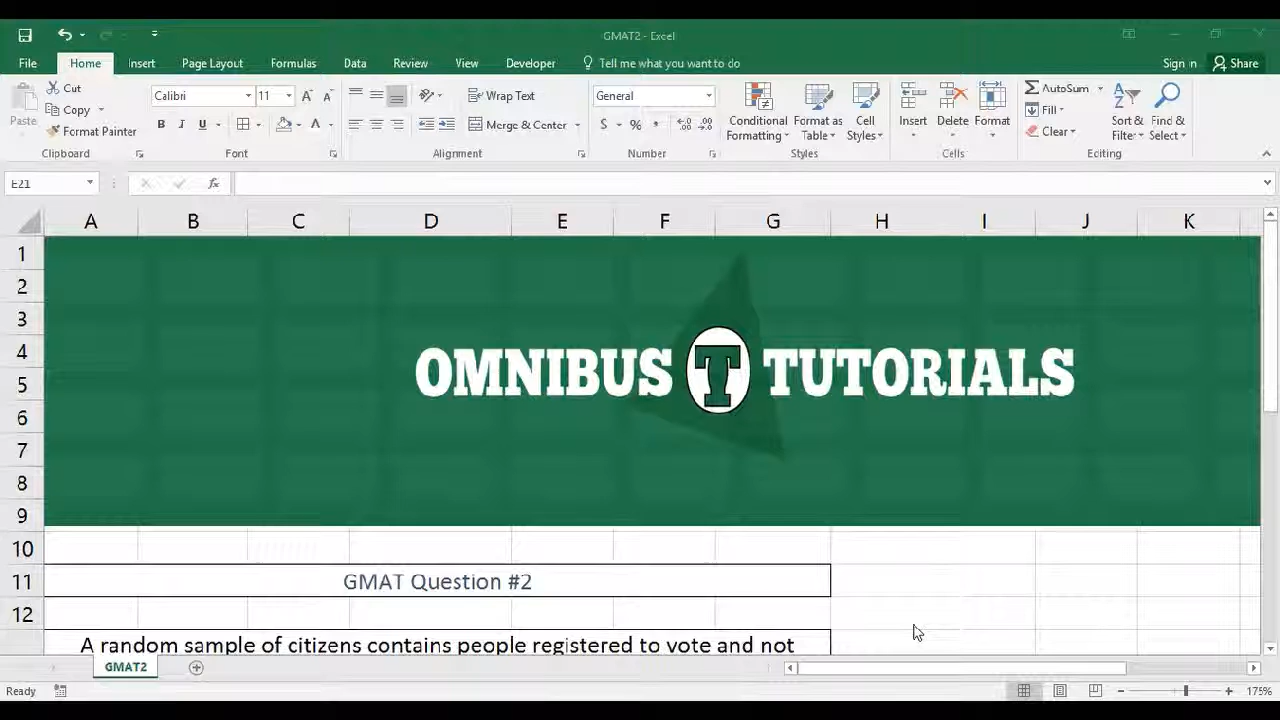 GMAT2 - Excel
File Home Insert Page Layout Formulas Data Review View Developer Tell me what you want to do Sign in Share
Paste Cut Copy Format Painter Clipboard
Calibri 11 B I U A Font
Wrap Text Merge & Center Alignment
General $ % Number
Conditional Formatting Format as Table Cell Styles Styles
Insert Delete Format Cells
AutoSum Fill Clear Sort & Filter Find & Select Editing
E21 fx
A B C D E F G H I J K
1
2
3
4
5
6
7
8
9
OMNIBUS T TUTORIALS
10
11 GMAT Question #2
12
A random sample of citizens contains people registered to vote and not
GMAT2
Ready 175%